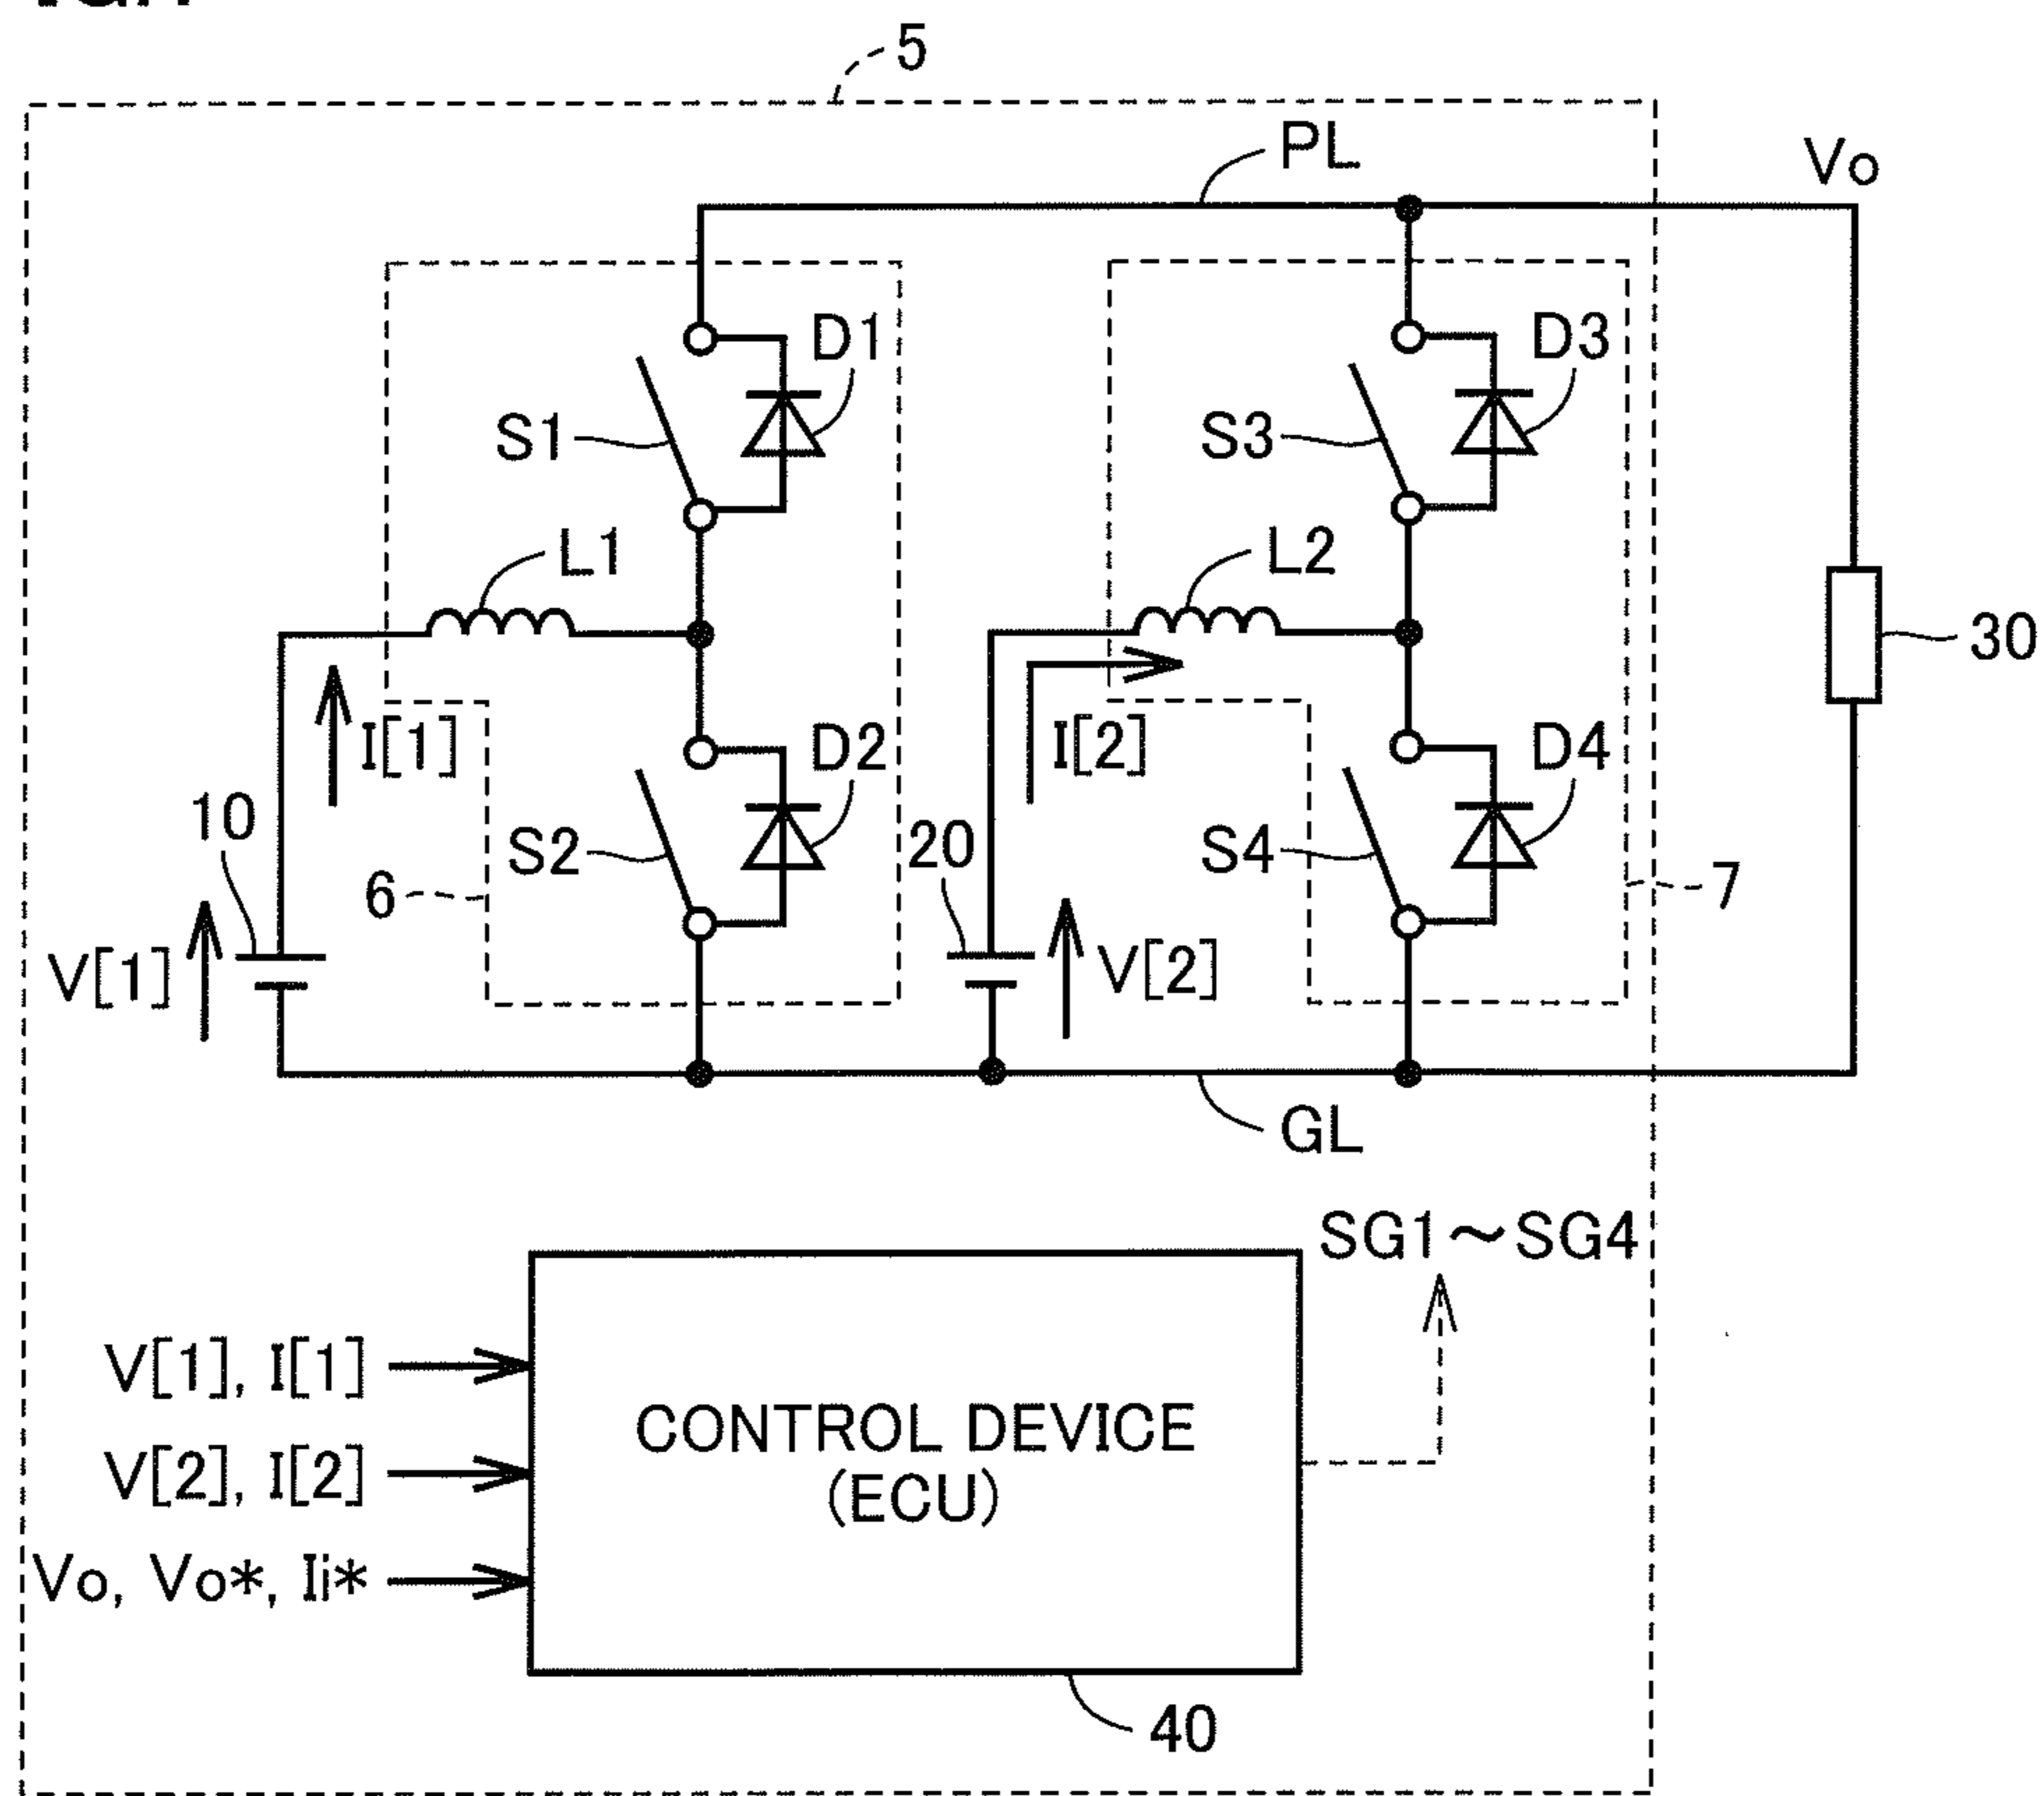 5
PL
Vo
D1
D3
S1
S3
L1
L2
30
I[1]
D2
I[2]
D4
10
S2
20
S4
6
7
V[1]
V[2]
GL
SG1～SG4
V[1], I[1]
CONTROL DEVICE
V[2], I[2]
(ECU)
Vo, Vo*, Ii*
40